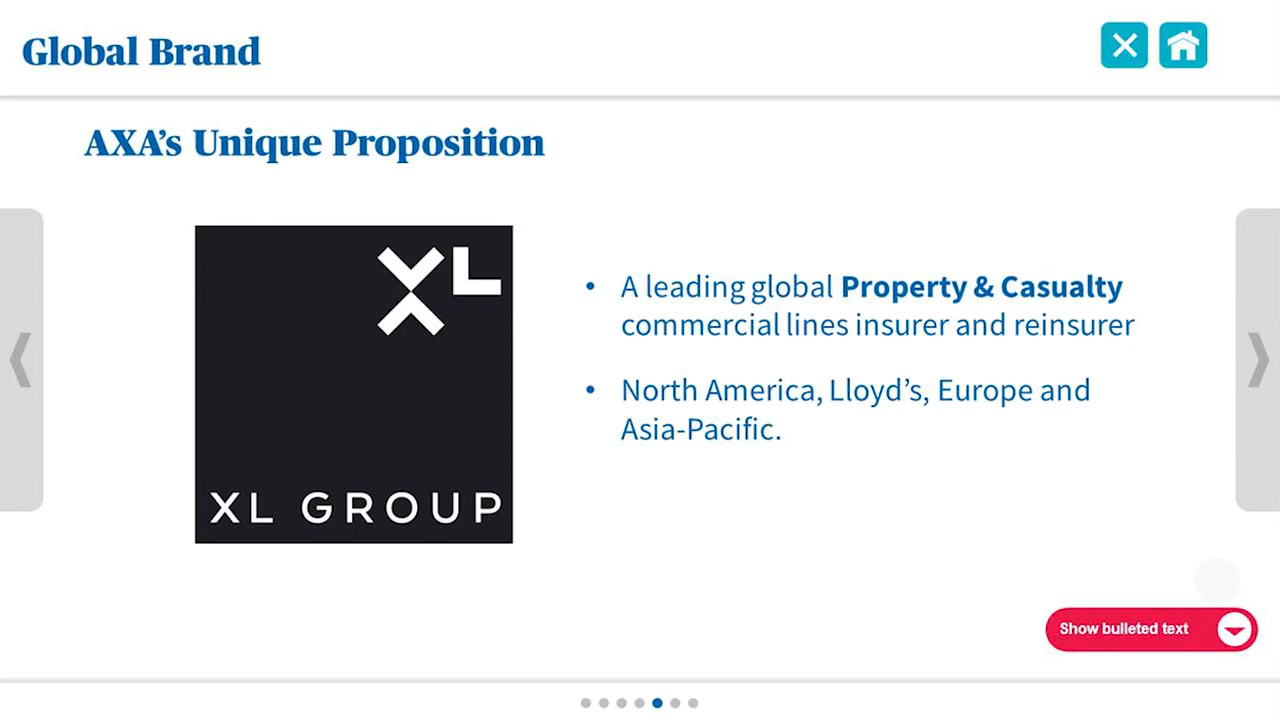 Global Brand
AXA’s Unique Proposition
XL
XL GROUP
• A leading global Property & Casualty
commercial lines insurer and reinsurer
• North America, Lloyd’s, Europe and
Asia-Pacific.
Show bulleted text